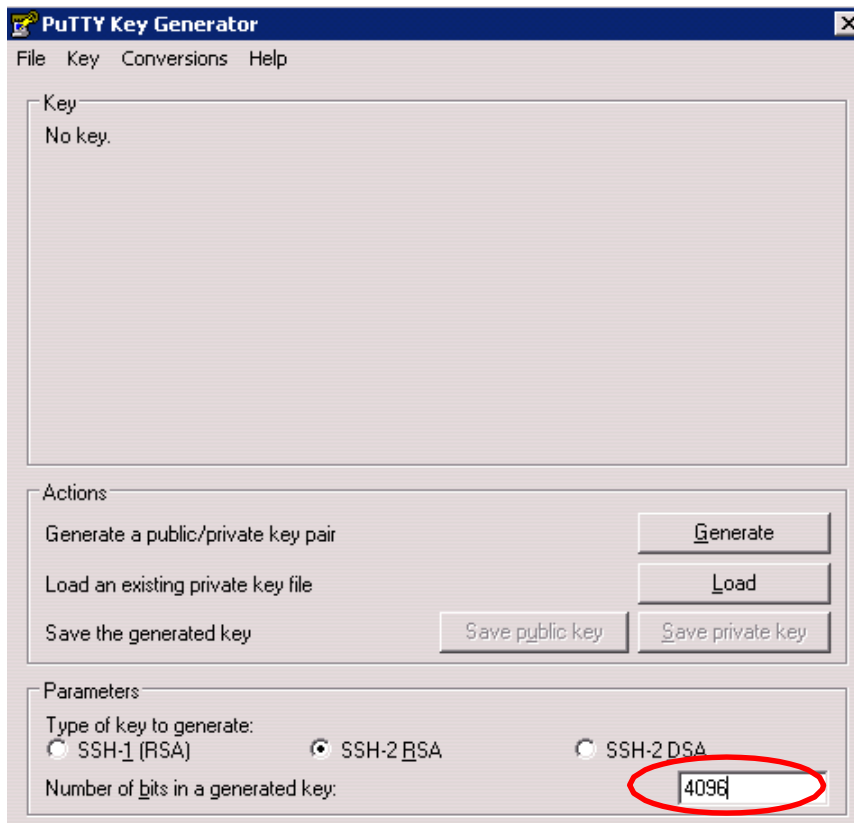 PuTTY Key Generator
File Key Conversions Help
Key
No key.
Actions
Generate a public/private key pair Generate
Load an existing private key file Load
Save the generated key Save public key Save private key
Parameters
Type of key to generate:
SSH-1 (RSA) SSH-2 RSA SSH-2 DSA
Number of bits in a generated key: 4096